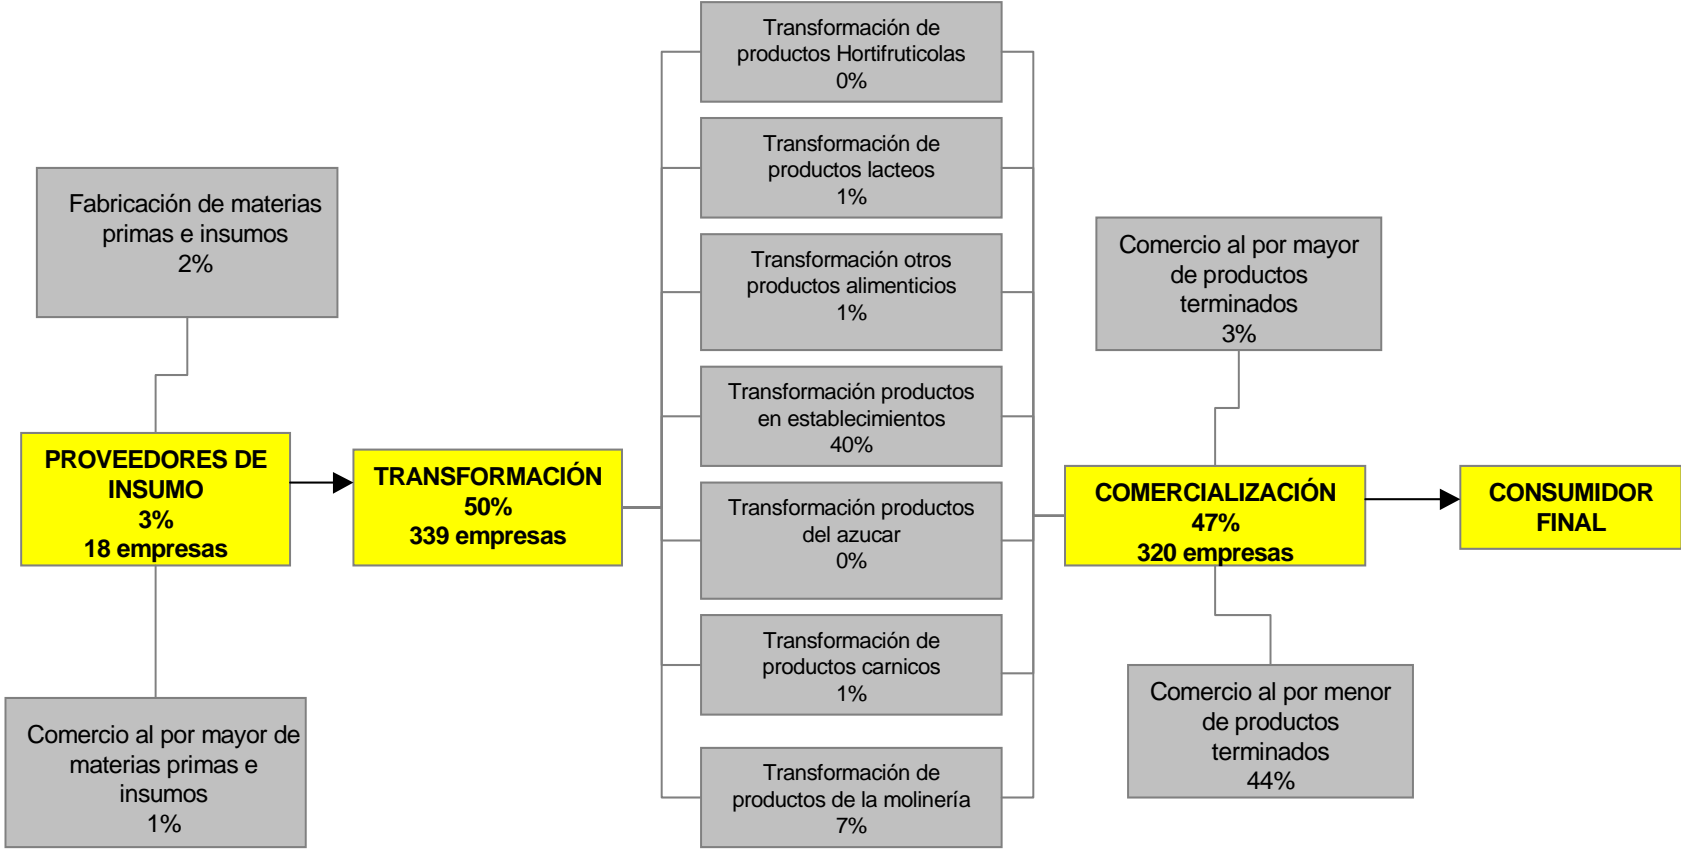 Transformación de
productos Hortifruticolas
0%
Transformación de
productos lacteos
1%
Fabricación de materias
primas e insumos
2%
Transformación otros
productos alimenticios
1%
Comercio al por mayor
de productos
terminados
3%
Transformación productos
en establecimientos
40%
PROVEEDORES DE
INSUMO
3%
18 empresas
TRANSFORMACIÓN
50%
339 empresas
COMERCIALIZACIÓN
47%
320 empresas
CONSUMIDOR
FINAL
Transformación productos
del azucar
0%
Transformación de
productos carnicos
1%
Comercio al por menor
de productos
terminados
44%
Comercio al por mayor de
materias primas e
insumos
1%
Transformación de
productos de la molinería
7%